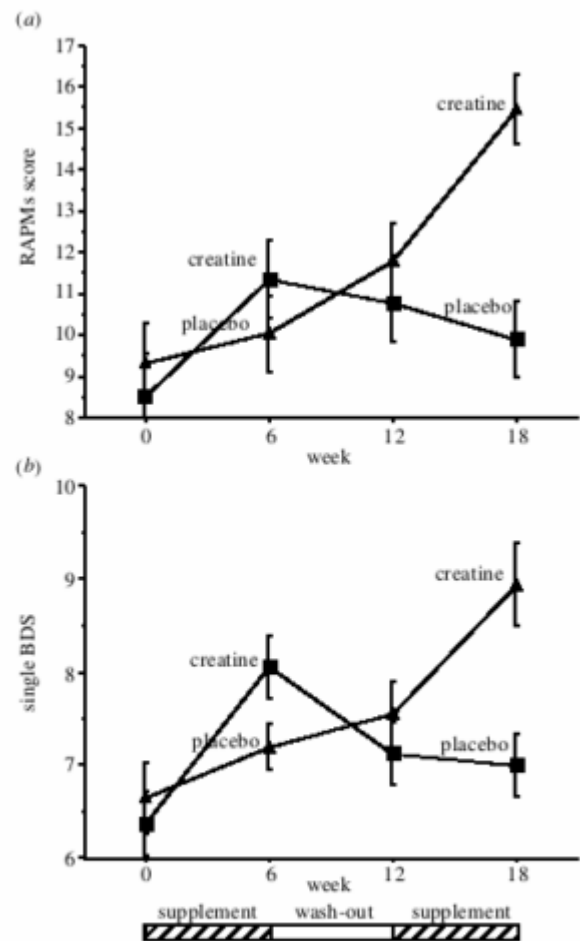 (a)
17
16
15
14
13
12
11
10
9
8
RAPMs score
creatine
creatine
placebo
placebo
0 6 12 18
week
(b)
10
9
8
7
6
single BDS
creatine
creatine
placebo
placebo
0 6 12 18
week
supplement wash-out supplement